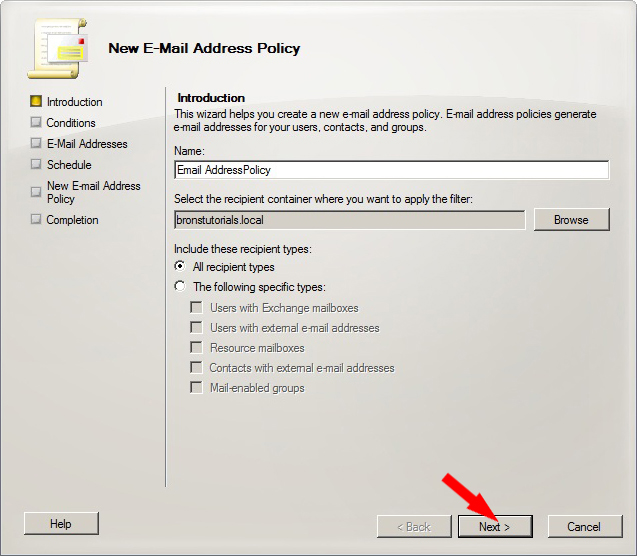 New E-Mail Address Policy
Introduction
Conditions
E-Mail Addresses
Schedule
New E-mail Address
Policy
Completion
Introduction
This wizard helps you create a new e-mail address policy. E-mail address policies generate
e-mail addresses for your users, contacts, and groups.
Name:
Email AddressPolicy
Select the recipient container where you want to apply the filter:
bronstutorials.local
Browse
Include these recipient types:
All recipient types
The following specific types:
Users with Exchange mailboxes
Users with external e-mail addresses
Resource mailboxes
Contacts with external e-mail addresses
Mail-enabled groups
Help
< Back
Next >
Cancel